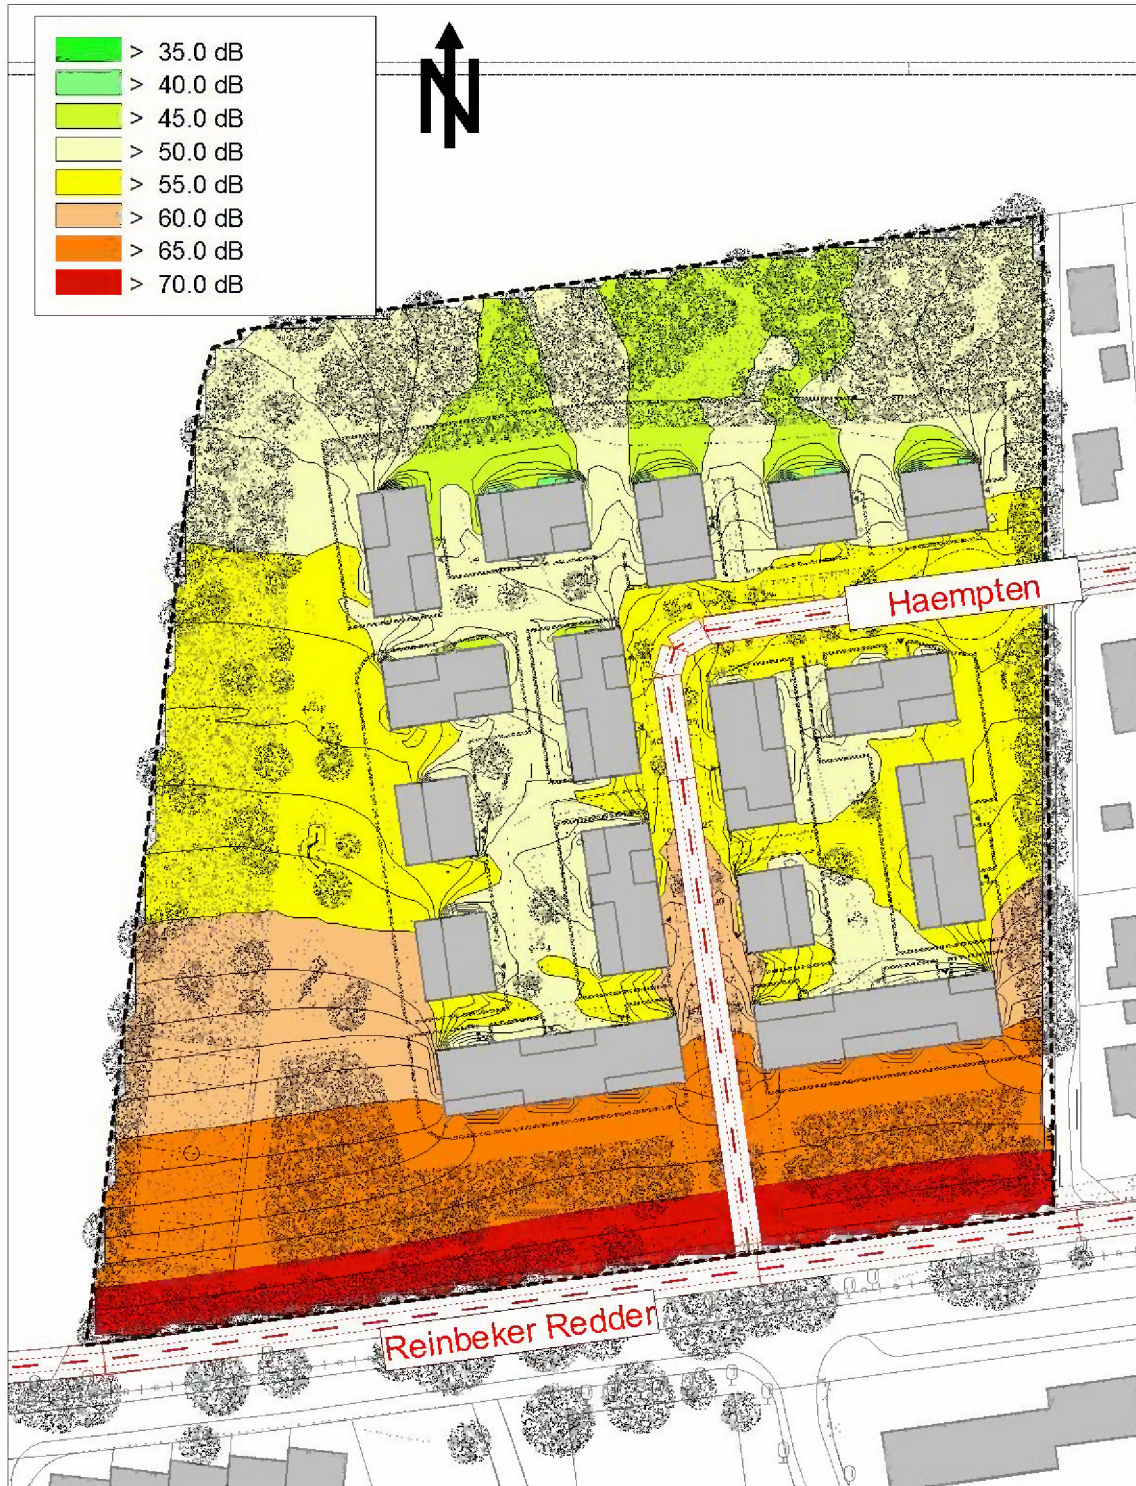 > 35.0 dB
> 40.0 dB
> 45.0 dB
> 50.0 dB
> 55.0 dB
> 60.0 dB
> 65.0 dB
> 70.0 dB
N
Haempten
Reinbeker Redder